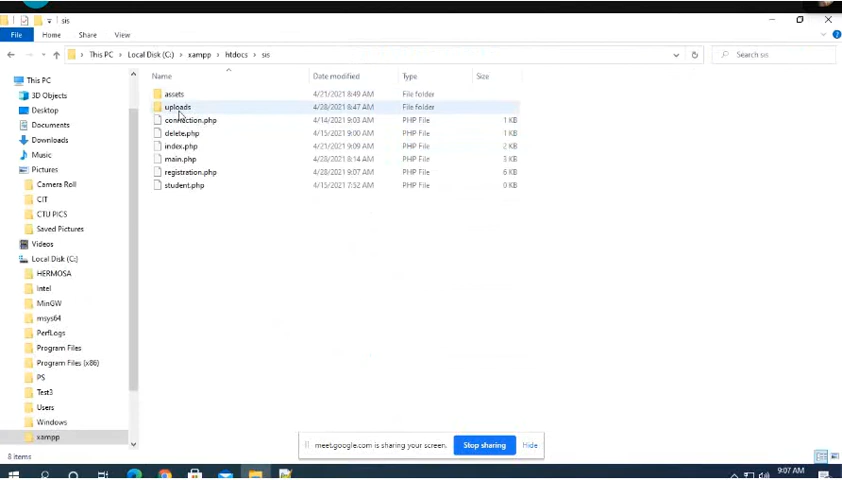 sis
File Home Share View
This PC > Local Disk (C:) > xampp > htdocs > sis
Search sis
Name Date modified Type Size
assets 4/21/2021 8:49 AM File folder
uploads 4/28/2021 8:47 AM File folder
connection.php 4/14/2021 9:03 AM PHP File 1 KB
delete.php 4/15/2021 9:00 AM PHP File 1 KB
index.php 4/21/2021 9:09 AM PHP File 2 KB
main.php 4/28/2021 8:14 AM PHP File 3 KB
registration.php 4/28/2021 9:07 AM PHP File 6 KB
student.php 4/15/2021 7:52 AM PHP File 0 KB
This PC
3D Objects
Desktop
Documents
Downloads
Music
Pictures
Camera Roll
CIT
CTU PICS
Saved Pictures
Videos
Local Disk (C:)
HERMOSA
Intel
MinGW
msys64
PerfLogs
Program Files
Program Files (x86)
PS
Test3
Users
Windows
xampp
8 items
meet.google.com is sharing your screen. Stop sharing Hide
9:07 AM